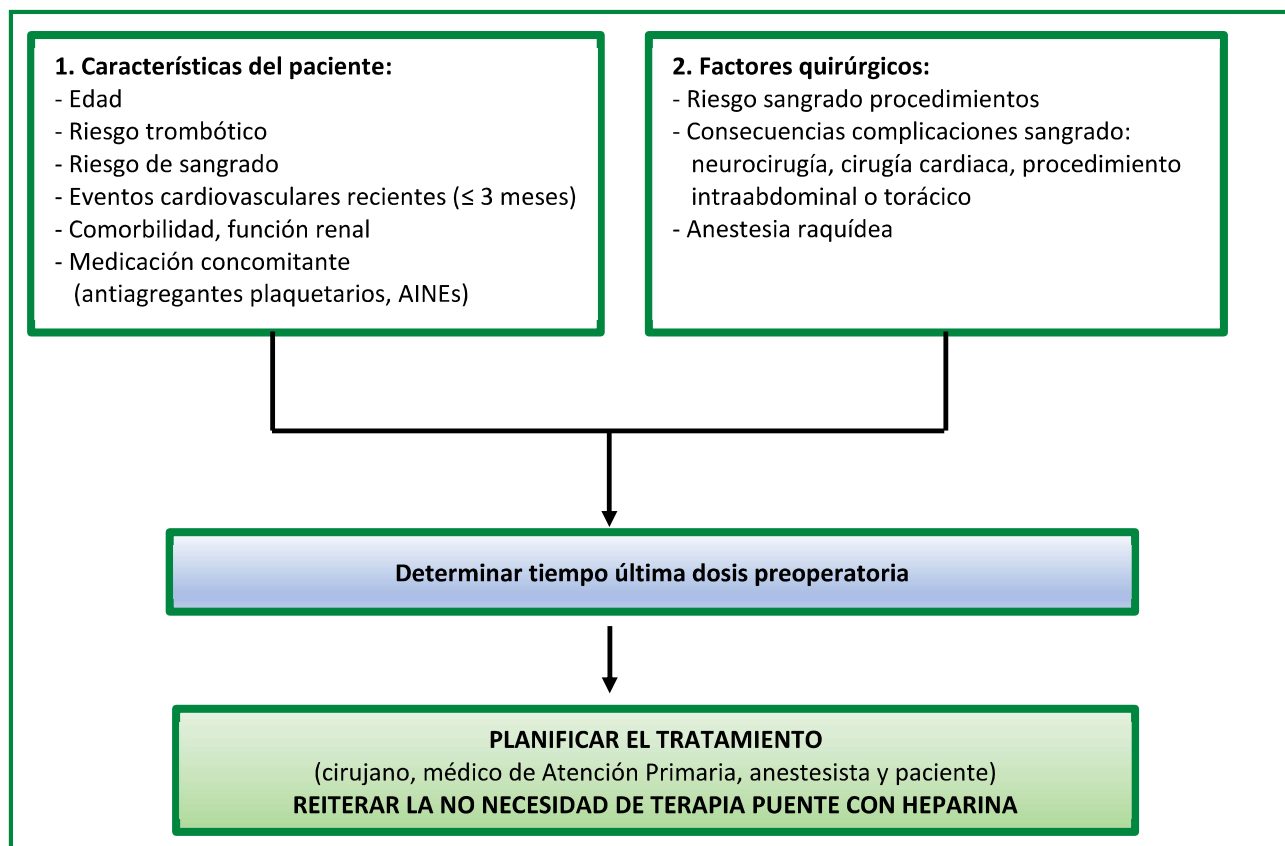 1. Características del paciente:
- Edad
- Riesgo trombótico
- Riesgo de sangrado
- Eventos cardiovasculares recientes (≤ 3 meses)
- Comorbilidad, función renal
- Medicación concomitante
(antiagregantes plaquetarios, AINEs)
2. Factores quirúrgicos:
- Riesgo sangrado procedimientos
- Consecuencias complicaciones sangrado:
neurocirugía, cirugía cardiaca, procedimiento
intraabdominal o torácico
- Anestesia raquídea
Determinar tiempo última dosis preoperatoria
PLANIFICAR EL TRATAMIENTO
(cirujano, médico de Atención Primaria, anestesista y paciente)
REITERAR LA NO NECESIDAD DE TERAPIA PUENTE CON HEPARINA